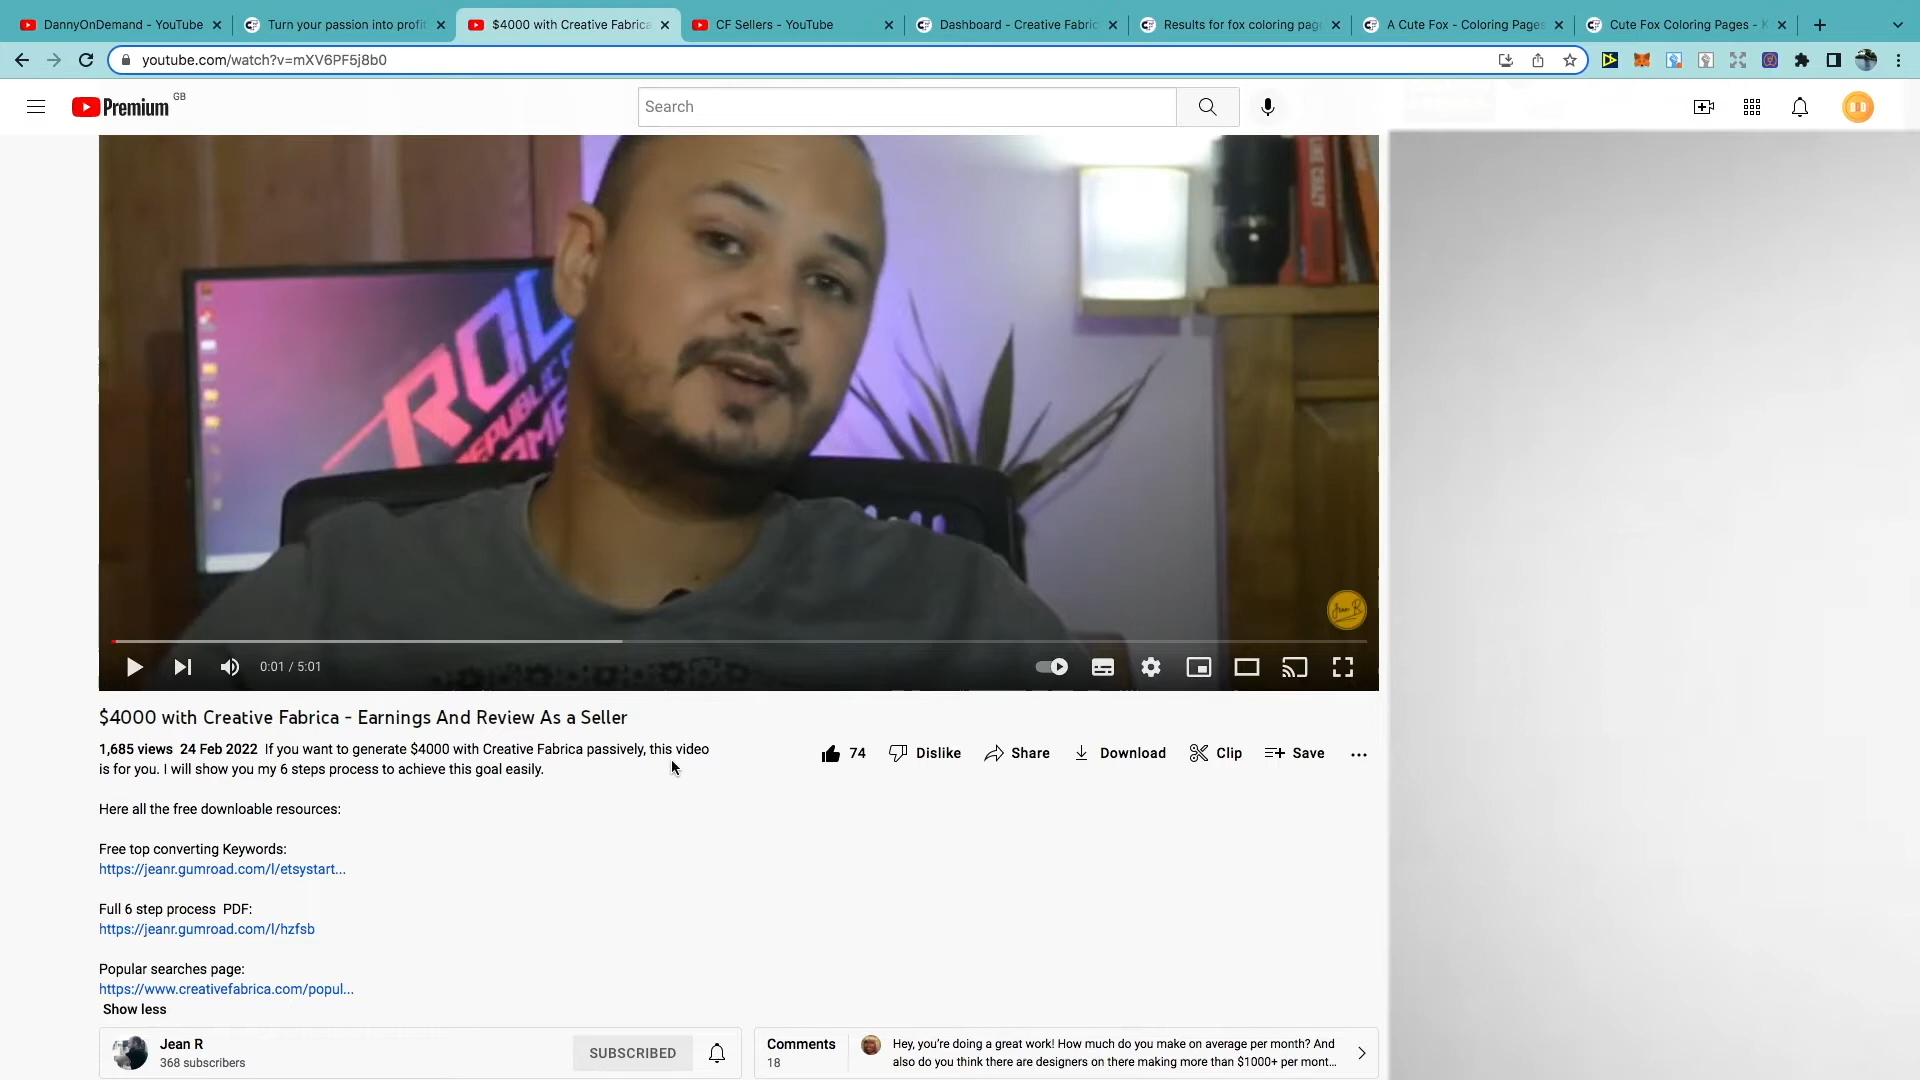 DannyOnDemand - YouTube
Turn your passion into profit
$4000 with Creative Fabrica
CF Sellers - YouTube
Dashboard - Creative Fabric
Results for fox coloring pag
A Cute Fox - Coloring Pages
Cute Fox Coloring Pages - K
youtube.com/watch?v=mXV6PF5j8b0
Premium GB
Search
LIKE CRAZY
REPUBLIC
Jean R
0:01 / 5:01
$4000 with Creative Fabrica - Earnings And Review As a Seller
1,685 views 24 Feb 2022 If you want to generate $4000 with Creative Fabrica passively, this video
is for you. I will show you my 6 steps process to achieve this goal easily.
74 Dislike Share Download Clip Save
Here all the free downloable resources:
Free top converting Keywords:
https://jeanr.gumroad.com/l/etsystart...
Full 6 step process PDF:
https://jeanr.gumroad.com/l/hzfsb
Popular searches page:
https://www.creativefabrica.com/popul...
Show less
Jean R
368 subscribers
SUBSCRIBED
Comments
18
Hey, you're doing a great work! How much do you make on average per month? And
also do you think there are designers on there making more than $1000+ per mont...